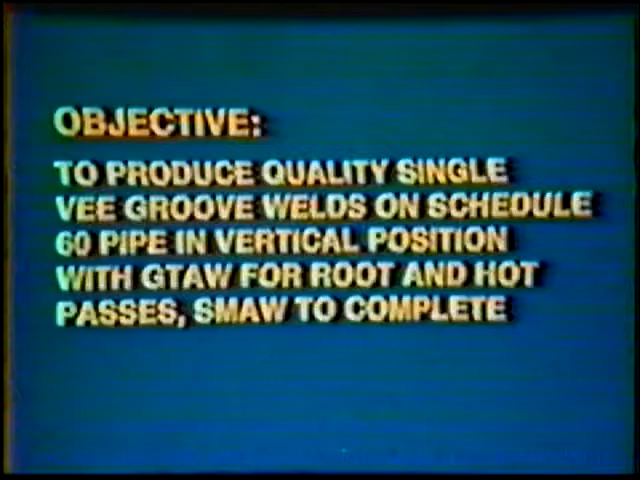 OBJECTIVE:
TO PRODUCE QUALITY SINGLE
VEE GROOVE WELDS ON SCHEDULE
60 PIPE IN VERTICAL POSITION
WITH GTAW FOR ROOT AND HOT
PASSES, SMAW TO COMPLETE